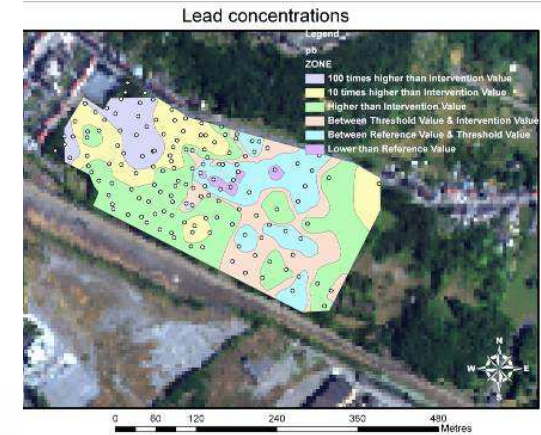 Lead concentrations
Legend
pb
ZONE
100 times higher than Intervention Value
10 times higher than Intervention Value
Higher than Intervention Value
Between Threshold Value & Intervention Value
Between Reference Value & Threshold Value
Lower than Reference Value
N
W E
S
0 60 120 240 360 480
Metres